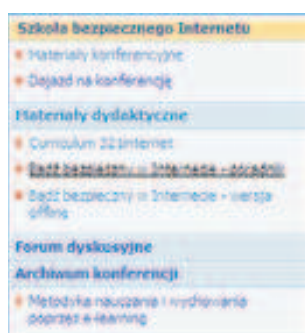 Szkoła bezpiecznego Internetu
Materiały konferencyjne
Dojazd na konferencję
Materiały dydaktyczne
Curriculum
Bądź bezpieczny w Internecie - poradnik
Bądź bezpieczny w Internecie - wersja
offline
Forum dyskusyjne
Archiwum konferencji
Metodyka nauczania i wychowania
poprzez e-learning